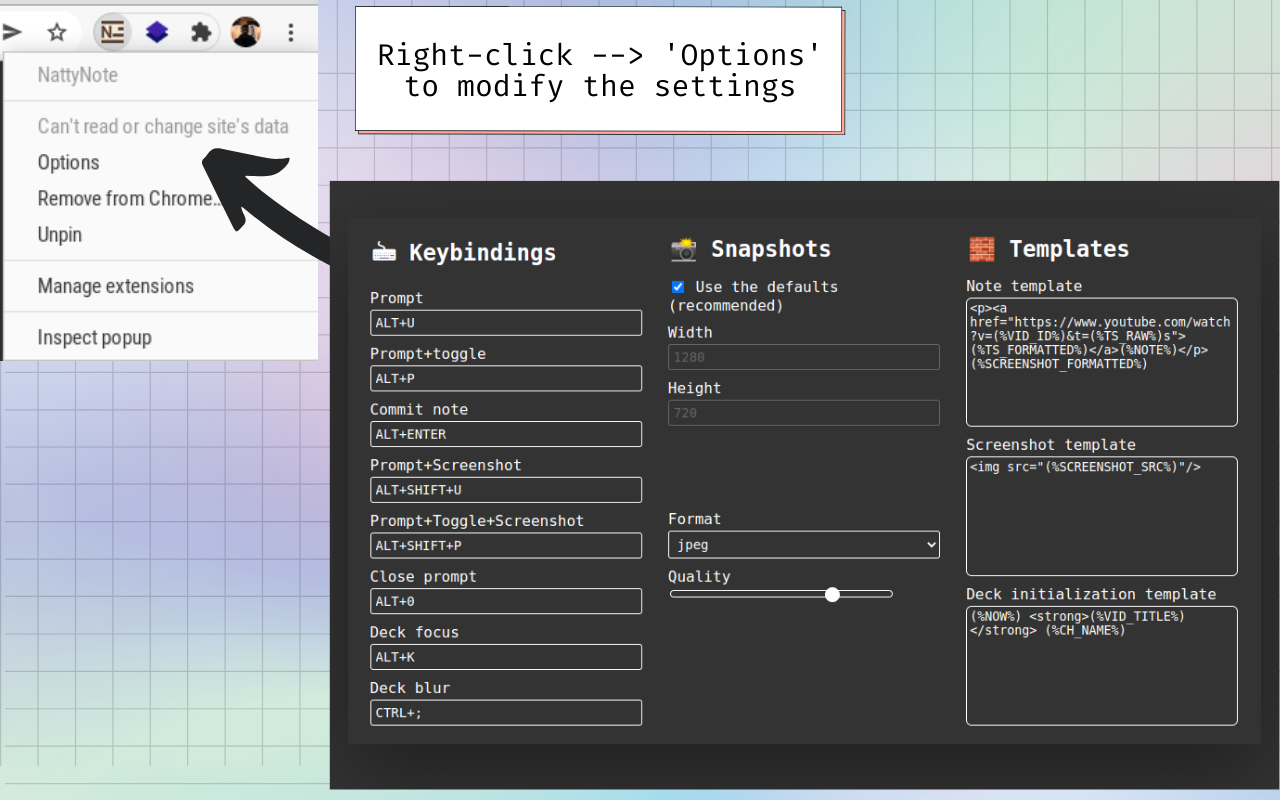 NattyNote
Can't read or change site's data
Options
Remove from Chrome...
Unpin
Manage extensions
Inspect popup
Right-click --> 'Options'
to modify the settings
Keybindings
Prompt
ALT+U
Prompt+toggle
ALT+P
Commit note
ALT+ENTER
Prompt+Screenshot
ALT+SHIFT+U
Prompt+Toggle+Screenshot
ALT+SHIFT+P
Close prompt
ALT+0
Deck focus
ALT+K
Deck blur
CTRL+;
Snapshots
Use the defaults
(recommended)
Width
1280
Height
720
Format
jpeg
Quality
Templates
Note template
<p><a
href="https://www.youtube.com/watch
?v=(%VID_ID%)&t=(%TS_RAW%)s">
(%TS_FORMATTED%)</a>(%NOTE%)</p>
(%SCREENSHOT_FORMATTED%)
Screenshot template
<img src="(%SCREENSHOT_SRC%)"/>
Deck initialization template
(%NOW%) <strong>(%VID_TITLE%)
</strong> (%CH_NAME%)